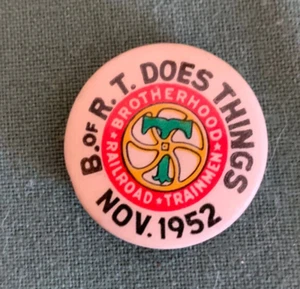 B. OF R. T. DOES THINGS
BROTHERHOOD
RAILROAD ★ TRAINMEN
T
NOV. 1952